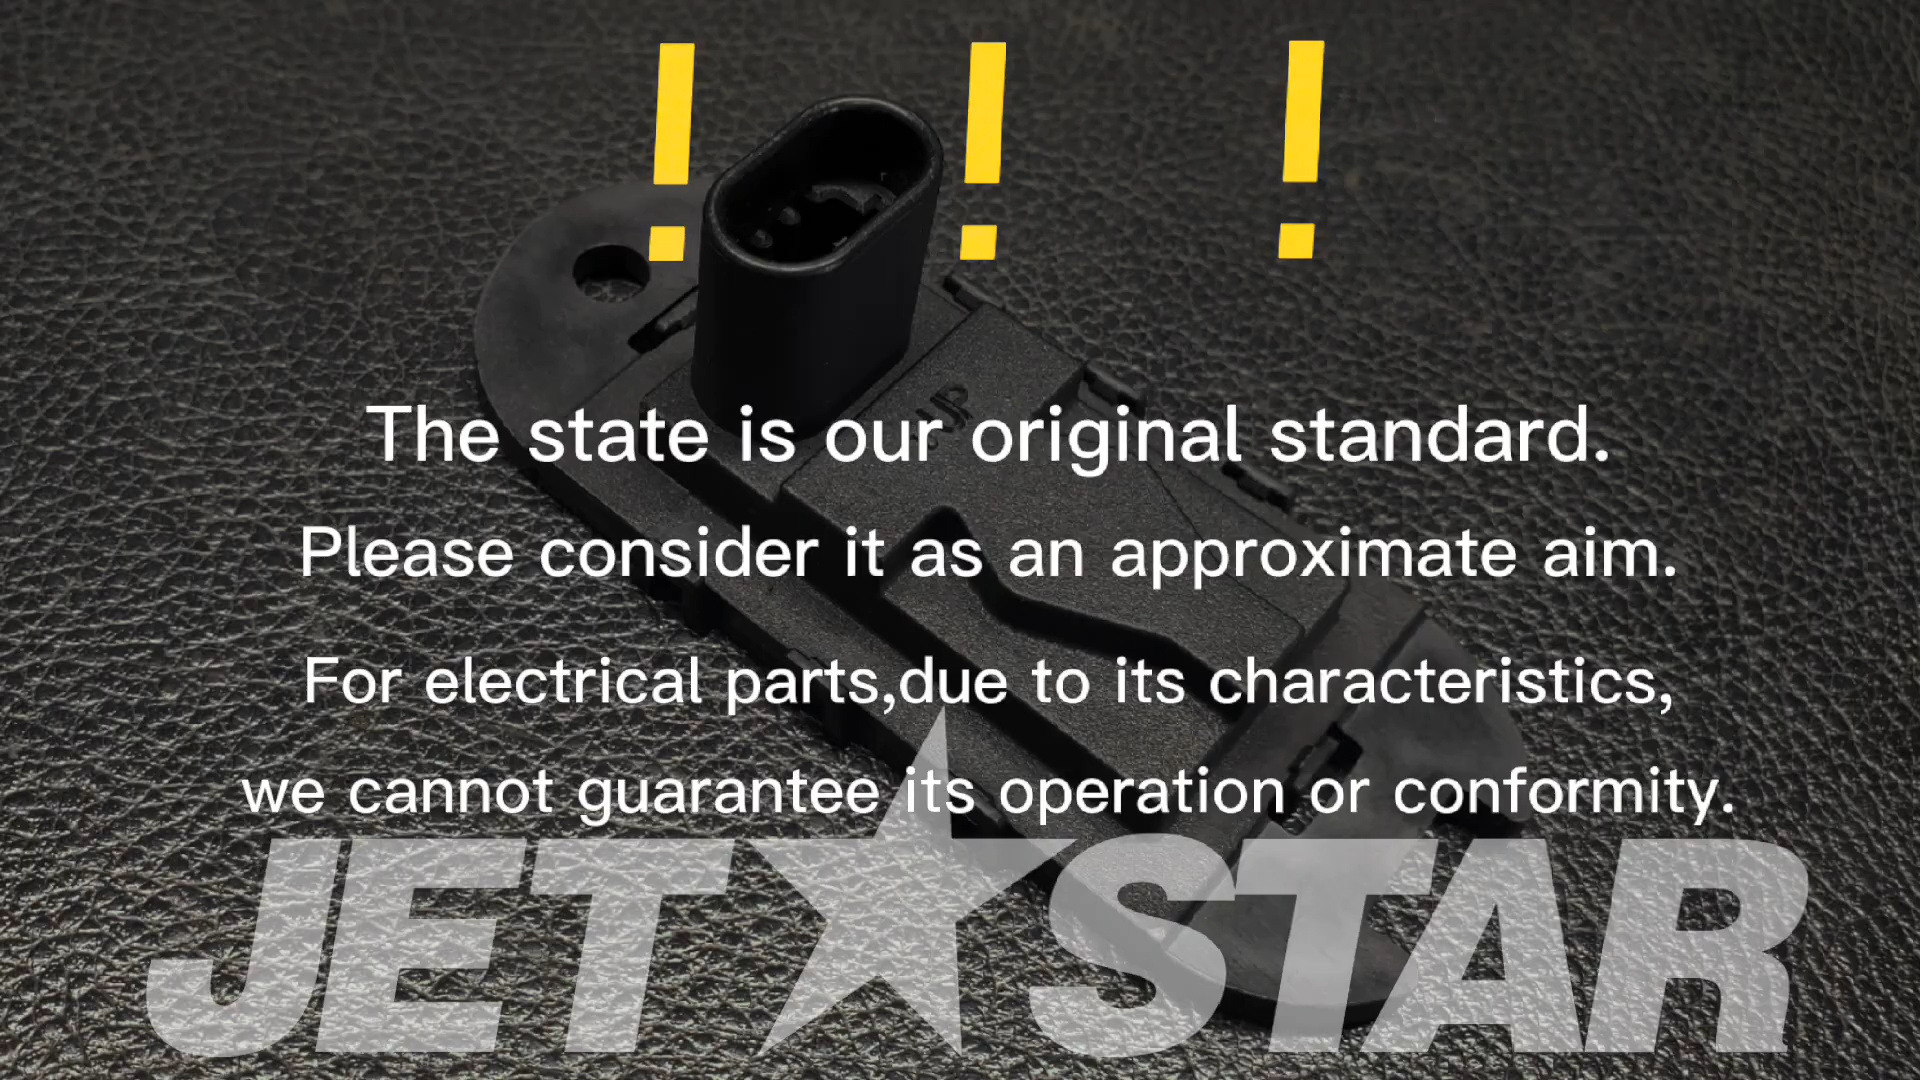 ! ! !
The state is our original standard.
Please consider it as an approximate aim.
For electrical parts,due to its characteristics,
we cannot guarantee its operation or conformity.
JET★STAR